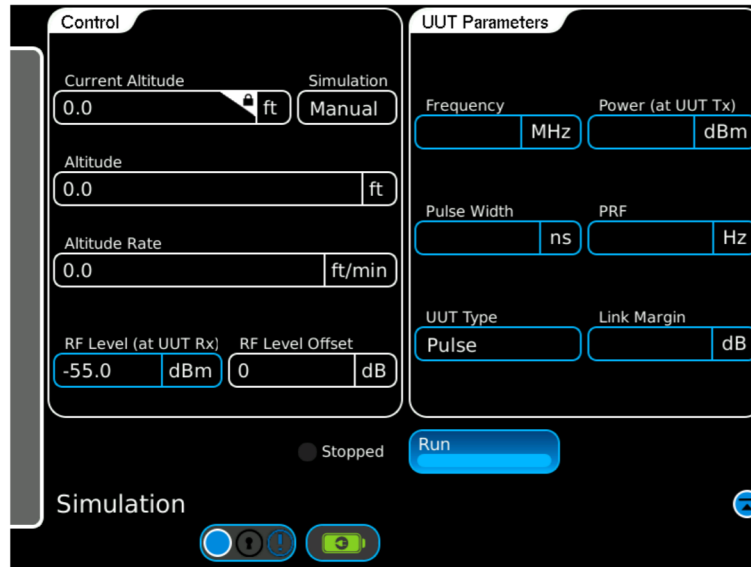 Control
Current Altitude
0.0 ft
Simulation
Manual
Altitude
0.0 ft
Altitude Rate
0.0 ft/min
RF Level (at UUT Rx)
-55.0 dBm
RF Level Offset
0 dB
UUT Parameters
Frequency
MHz
Power (at UUT Tx)
dBm
Pulse Width
ns
PRF
Hz
UUT Type
Pulse
Link Margin
dB
Stopped
Run
Simulation